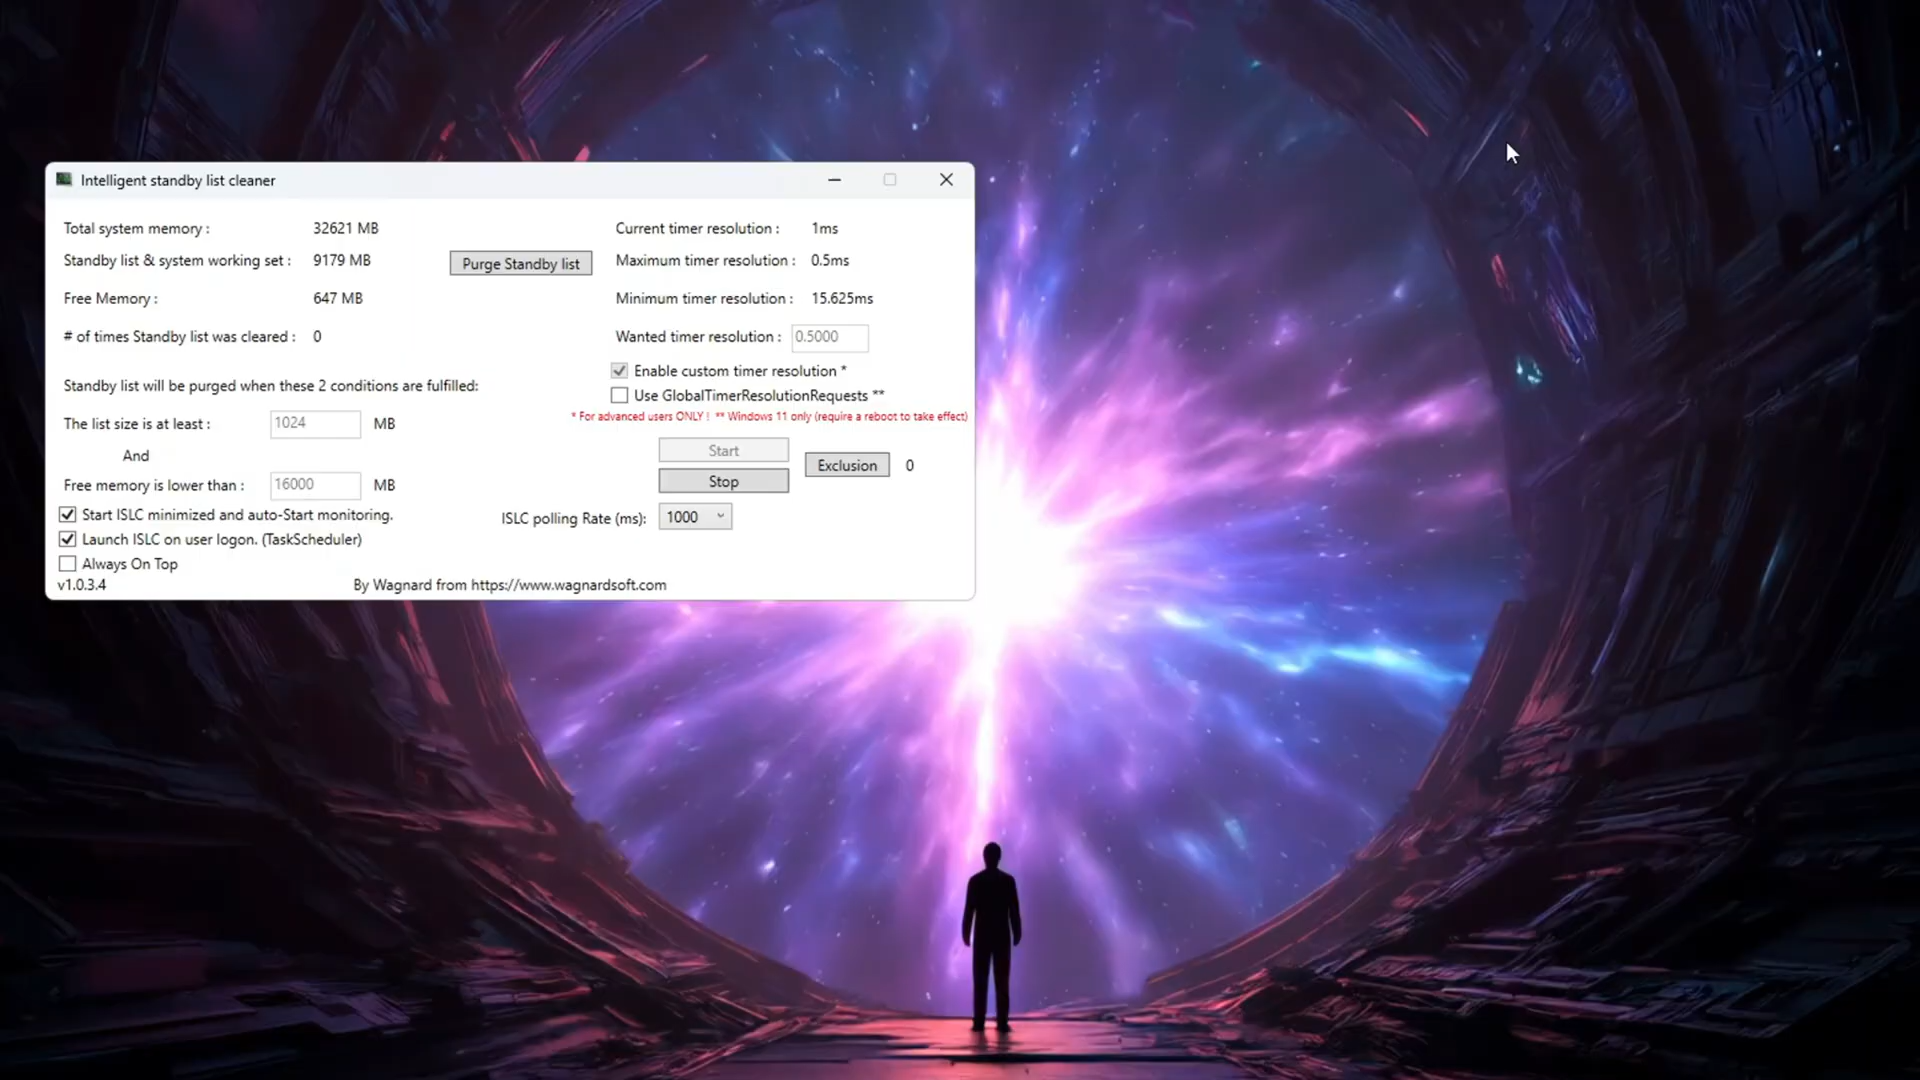 Intelligent standby list cleaner
Total system memory : 32621 MB
Standby list & system working set : 9179 MB
Purge Standby list
Free Memory : 647 MB
# of times Standby list was cleared : 0
Standby list will be purged when these 2 conditions are fulfilled:
The list size is at least : 1024 MB
And
Free memory is lower than : 16000 MB
Start ISLC minimized and auto-Start monitoring.
Launch ISLC on user logon. (TaskScheduler)
Always On Top
Current timer resolution : 1ms
Maximum timer resolution : 0.5ms
Minimum timer resolution : 15.625ms
Wanted timer resolution : 0.5000
Enable custom timer resolution *
Use GlobalTimerResolutionRequests **
* For advanced users ONLY ! ** Windows 11 only (require a reboot to take effect)
Start
Stop
Exclusion 0
ISLC polling Rate (ms): 1000
v1.0.3.4
By Wagnard from https://www.wagnardsoft.com